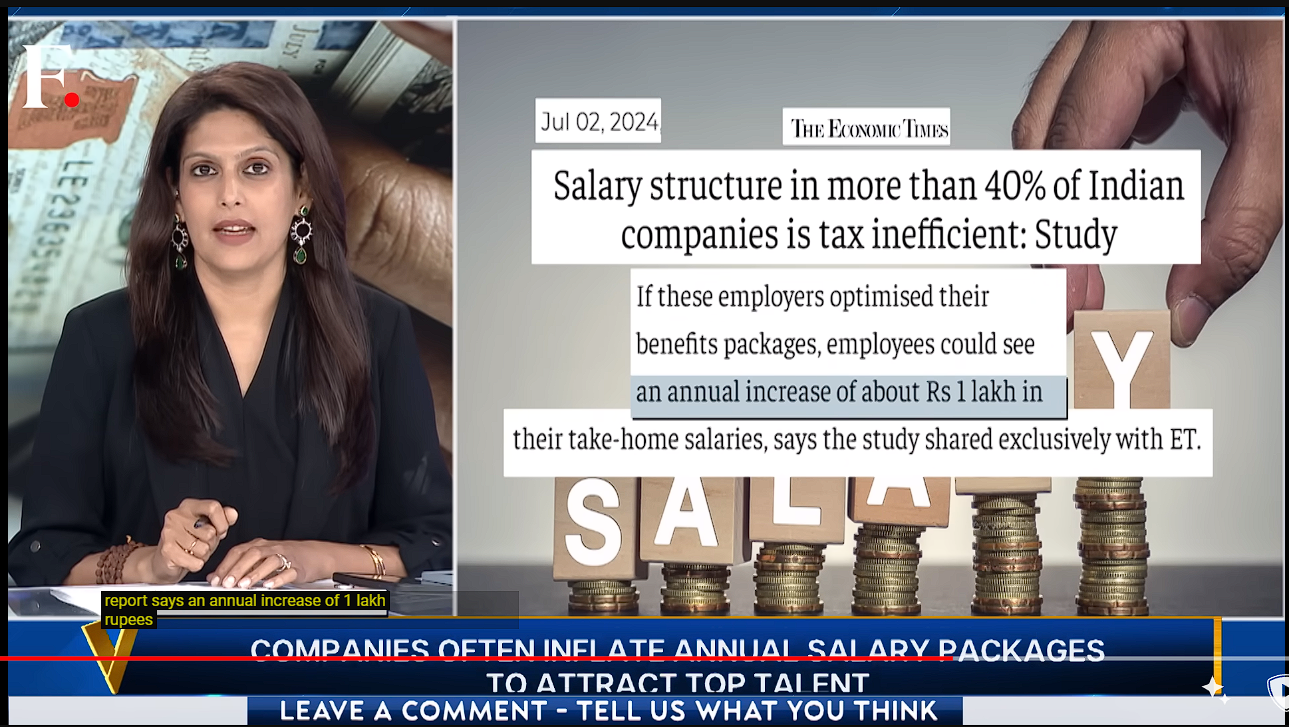 F.
Jul 02, 2024
THE ECONOMIC TIMES
Salary structure in more than 40% of Indian
companies is tax inefficient: Study
If these employers optimised their
benefits packages, employees could see
an annual increase of about Rs 1 lakh in
their take-home salaries, says the study shared exclusively with ET.
Y
SALA
report says an annual increase of 1 lakh
rupees
V
COMPANIES OFTEN INFLATE ANNUAL SALARY PACKAGES
TO ATTRACT TOP TALENT
LEAVE A COMMENT - TELL US WHAT YOU THINK